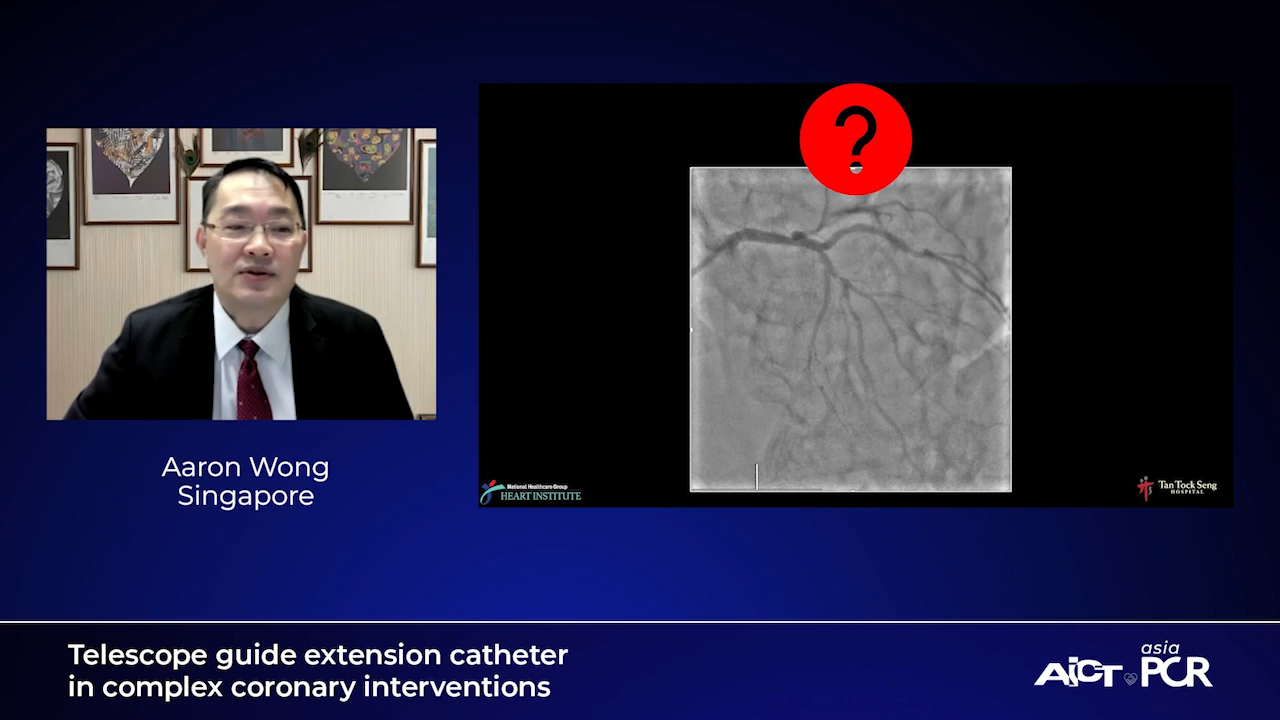 ?
Aaron Wong
Singapore
National Healthcare Group
HEART INSTITUTE
Tan Tock Seng
HOSPITAL
Telescope guide extension catheter
in complex coronary interventions
AICT
asia
PCR